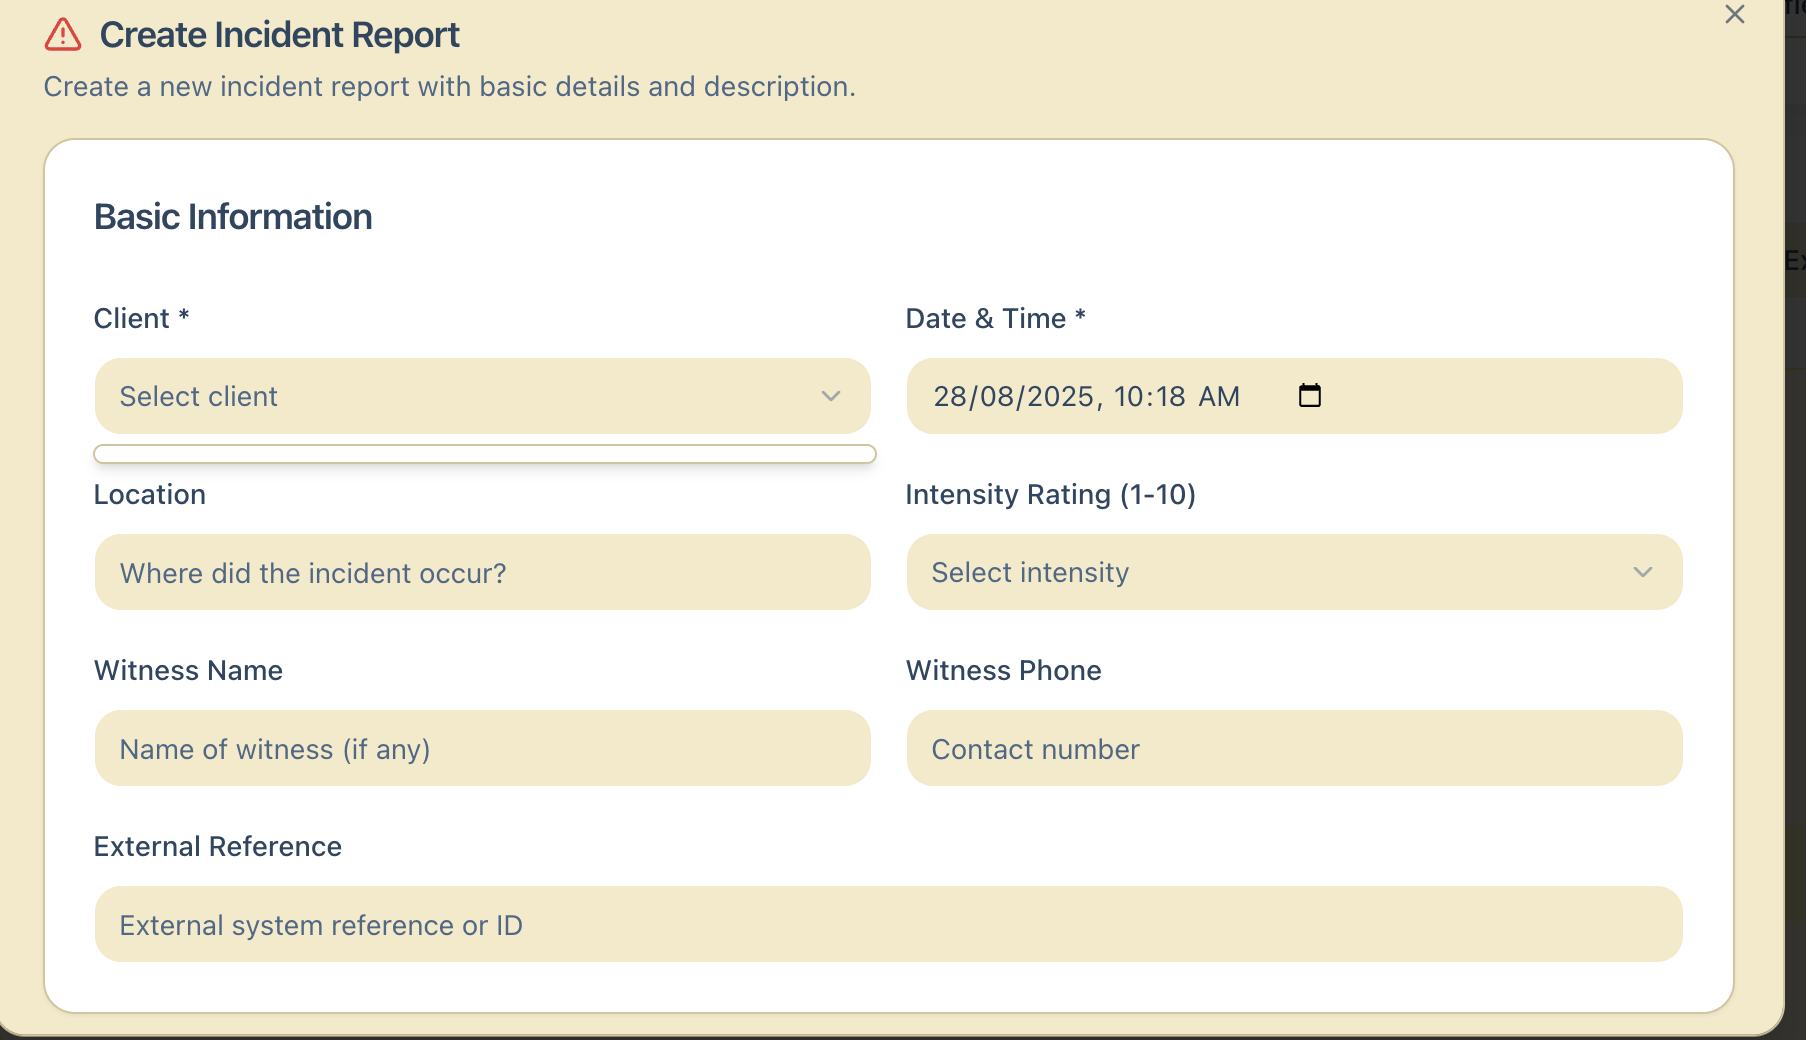 Create Incident Report
Create a new incident report with basic details and description.
Basic Information
Client *
Date & Time *
Select client
28/08/2025, 10:18 AM
Location
Intensity Rating (1-10)
Where did the incident occur?
Select intensity
Witness Name
Witness Phone
Name of witness (if any)
Contact number
External Reference
External system reference or ID